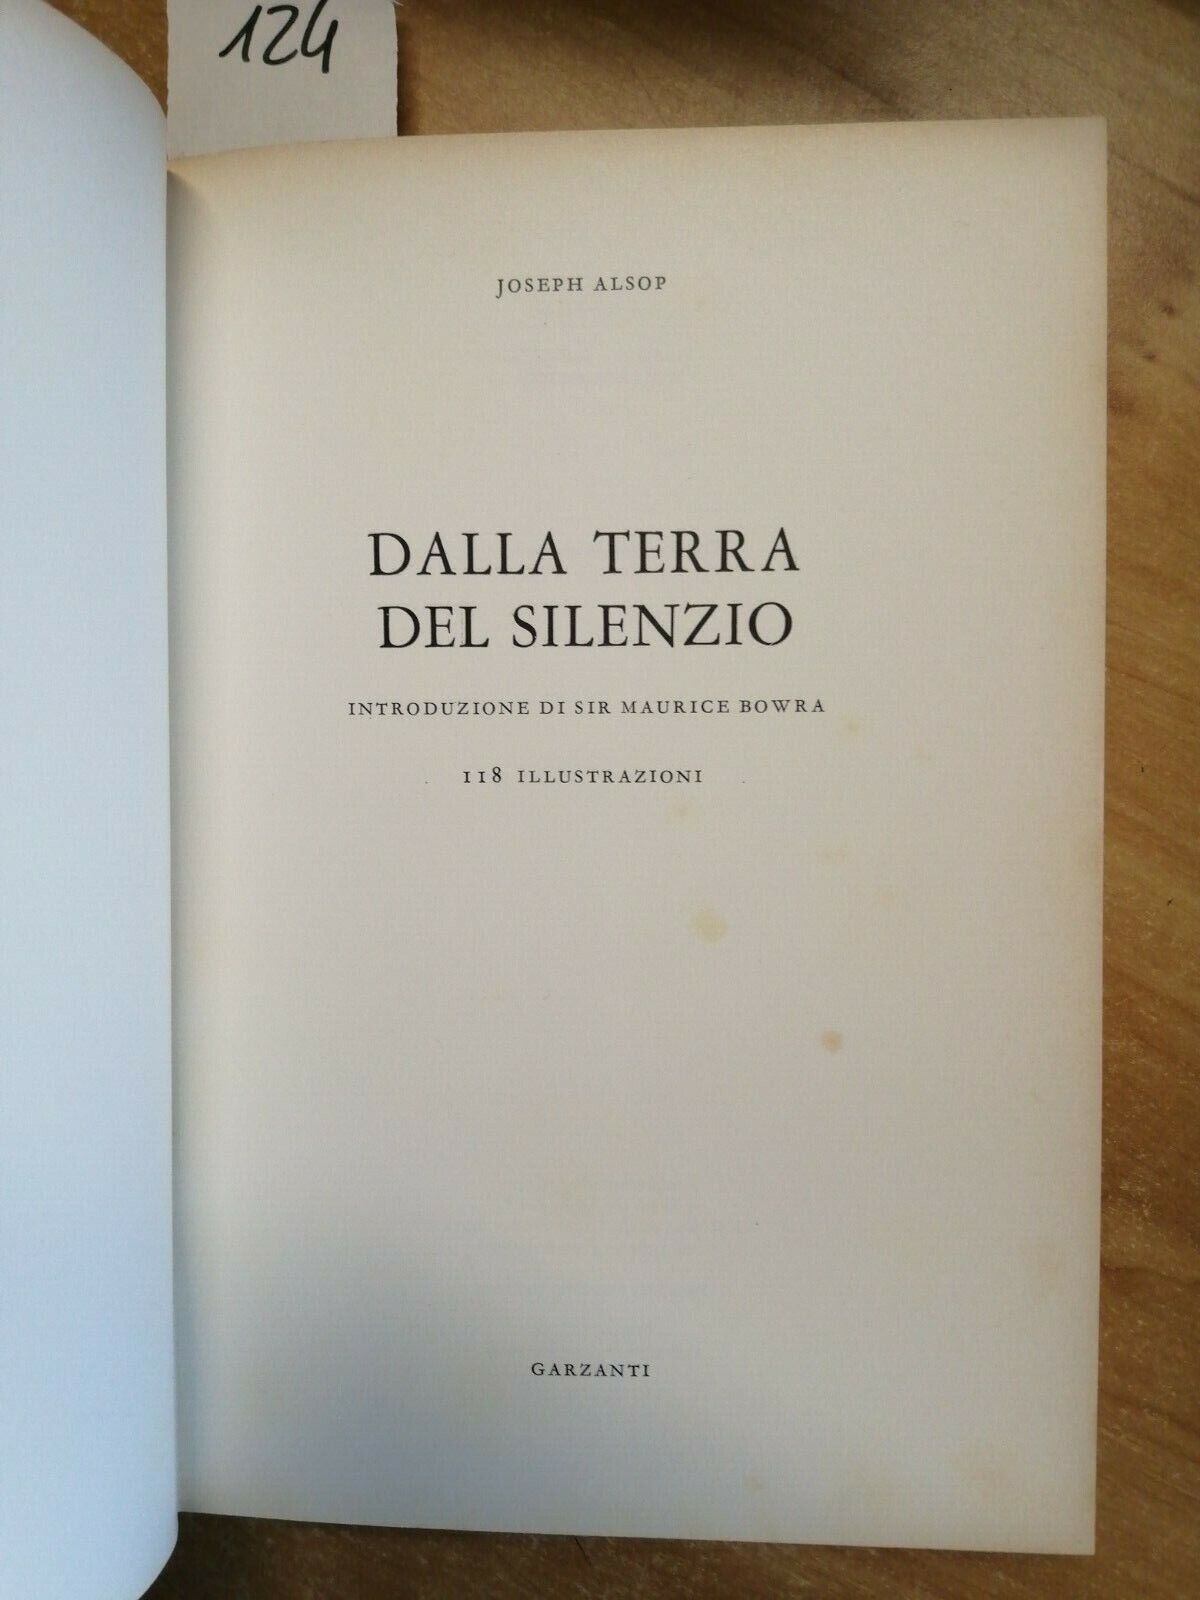 124
JOSEPH ALSOP
DALLA TERRA
DEL SILENZIO
INTRODUZIONE DI SIR MAURICE BOWRA
118 ILLUSTRAZIONI
GARZANTI